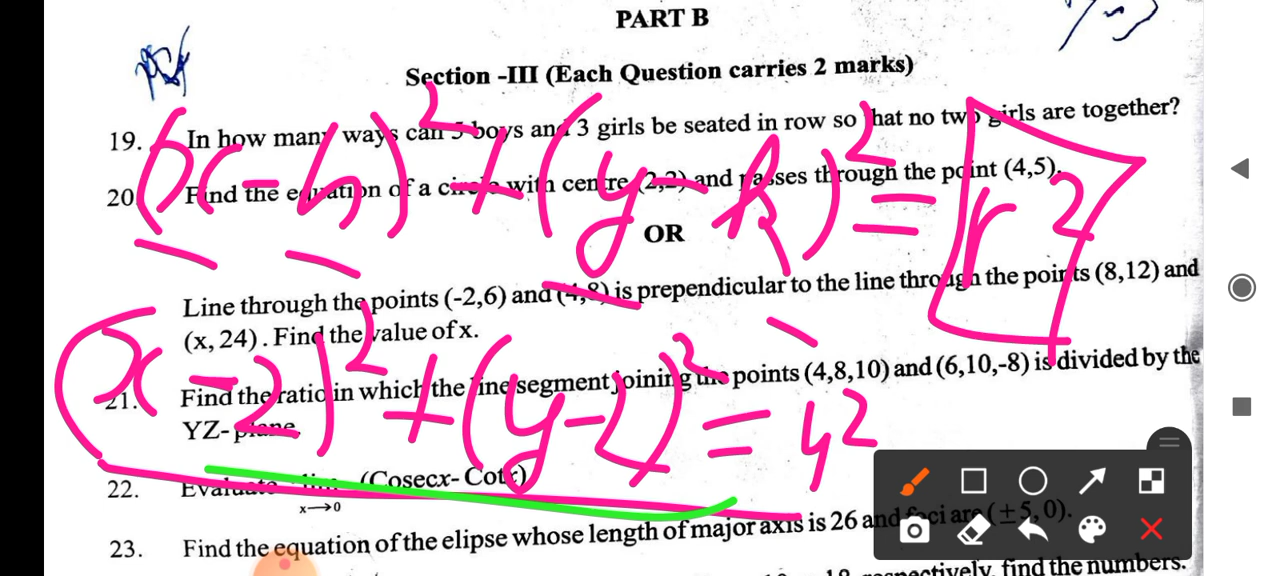 PART B
Section -III (Each Question carries 2 marks)
19. In how many ways can 5 boys and 3 girls be seated in row so that no two girls are together?
20 Find the equation of a circle with centre (2,2) and passes through the point (4,5).
(x-h)²+(y-k)²=r²
OR
Line through the points (-2,6) and (4,8) is prependicular to the line through the points (8,12) and
(x, 24). Find the value of x.
(x-2)²+(y-2)²=4²
21. Find the ratio in which the line segment joining the points (4,8,10) and (6,10,-8) is divided by the
YZ-plane.
22. Evaluate lim (Cosecx- Cotx)
x→0
23. Find the equation of the elipse whose length of major axis is 26 and foci are (±5, 0).
find the numbers.